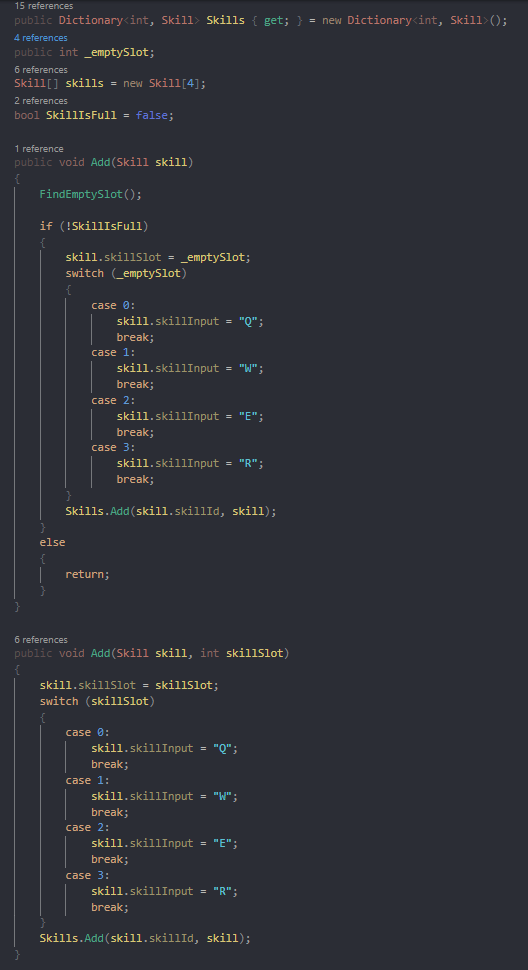 15 references
public Dictionary<int, Skill> Skills { get; } = new Dictionary<int, Skill>();
4 references
public int _emptySlot;
6 references
Skill[] skills = new Skill[4];
2 references
bool SkillIsFull = false;
1 reference
public void Add(Skill skill)
{
    FindEmptySlot();
    if (!SkillIsFull)
    {
        skill.skillSlot = _emptySlot;
        switch (_emptySlot)
        {
            case 0:
                skill.skillInput = "Q";
                break;
            case 1:
                skill.skillInput = "W";
                break;
            case 2:
                skill.skillInput = "E";
                break;
            case 3:
                skill.skillInput = "R";
                break;
        }
        Skills.Add(skill.skillId, skill);
    }
    else
    {
        return;
    }
}
6 references
public void Add(Skill skill, int skillSlot)
{
    skill.skillSlot = skillSlot;
    switch (skillSlot)
    {
        case 0:
            skill.skillInput = "Q";
            break;
        case 1:
            skill.skillInput = "W";
            break;
        case 2:
            skill.skillInput = "E";
            break;
        case 3:
            skill.skillInput = "R";
            break;
    }
    Skills.Add(skill.skillId, skill);
}